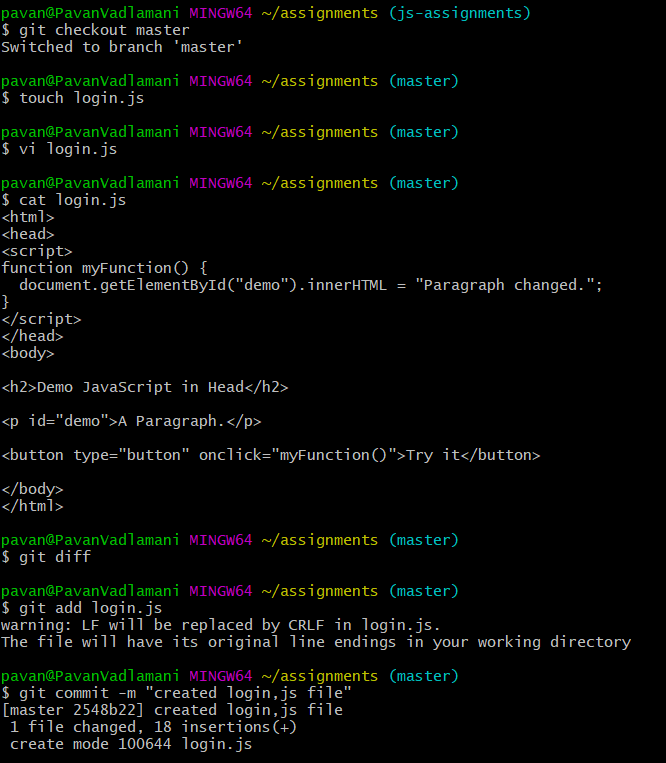 pavan@PavanVadlamani MINGW64 ~/assignments (js-assignments)
$ git checkout master
Switched to branch 'master'
pavan@PavanVadlamani MINGW64 ~/assignments (master)
$ touch login.js
pavan@PavanVadlamani MINGW64 ~/assignments (master)
$ vi login.js
pavan@PavanVadlamani MINGW64 ~/assignments (master)
$ cat login.js
<html>
<head>
<script>
function myFunction() {
  document.getElementById("demo").innerHTML = "Paragraph changed.";
}
</script>
</head>
<body>
<h2>Demo JavaScript in Head</h2>
<p id="demo">A Paragraph.</p>
<button type="button" onclick="myFunction()">Try it</button>
</body>
</html>
pavan@PavanVadlamani MINGW64 ~/assignments (master)
$ git diff
pavan@PavanVadlamani MINGW64 ~/assignments (master)
$ git add login.js
warning: LF will be replaced by CRLF in login.js.
The file will have its original line endings in your working directory
pavan@PavanVadlamani MINGW64 ~/assignments (master)
$ git commit -m "created login,js file"
[master 2548b22] created login,js file
 1 file changed, 18 insertions(+)
 create mode 100644 login.js